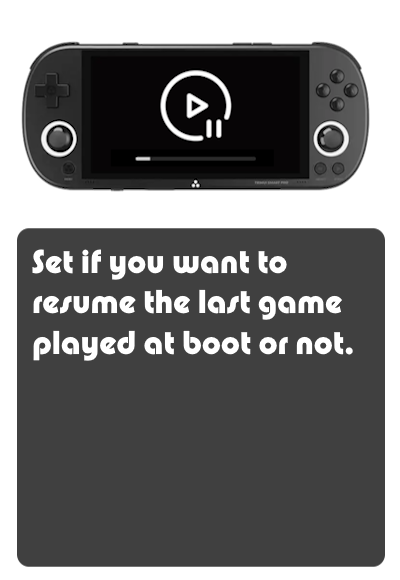 Set if you want to
resume the last game
played at boot or not.